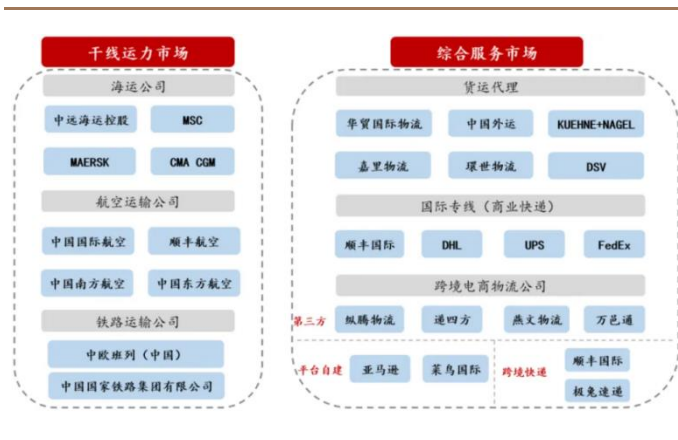 干线运力市场
海运公司
中远海运控股 MSC
MAERSK CMA CGM
航空运输公司
中国国际航空 顺丰航空
中国南方航空 中国东方航空
铁路运输公司
中欧班列（中国）
中国国家铁路集团有限公司
综合服务市场
货运代理
华贸国际物流 中国外运 KUEHNE+NAGEL
嘉里物流 環世物流 DSV
国际专线（商业快递）
顺丰国际 DHL UPS FedEx
跨境电商物流公司
第三方 纵腾物流 递四方 燕文物流 万邑通
平台自建 亚马逊 菜鸟国际 跨境快递 顺丰国际
极兔速递